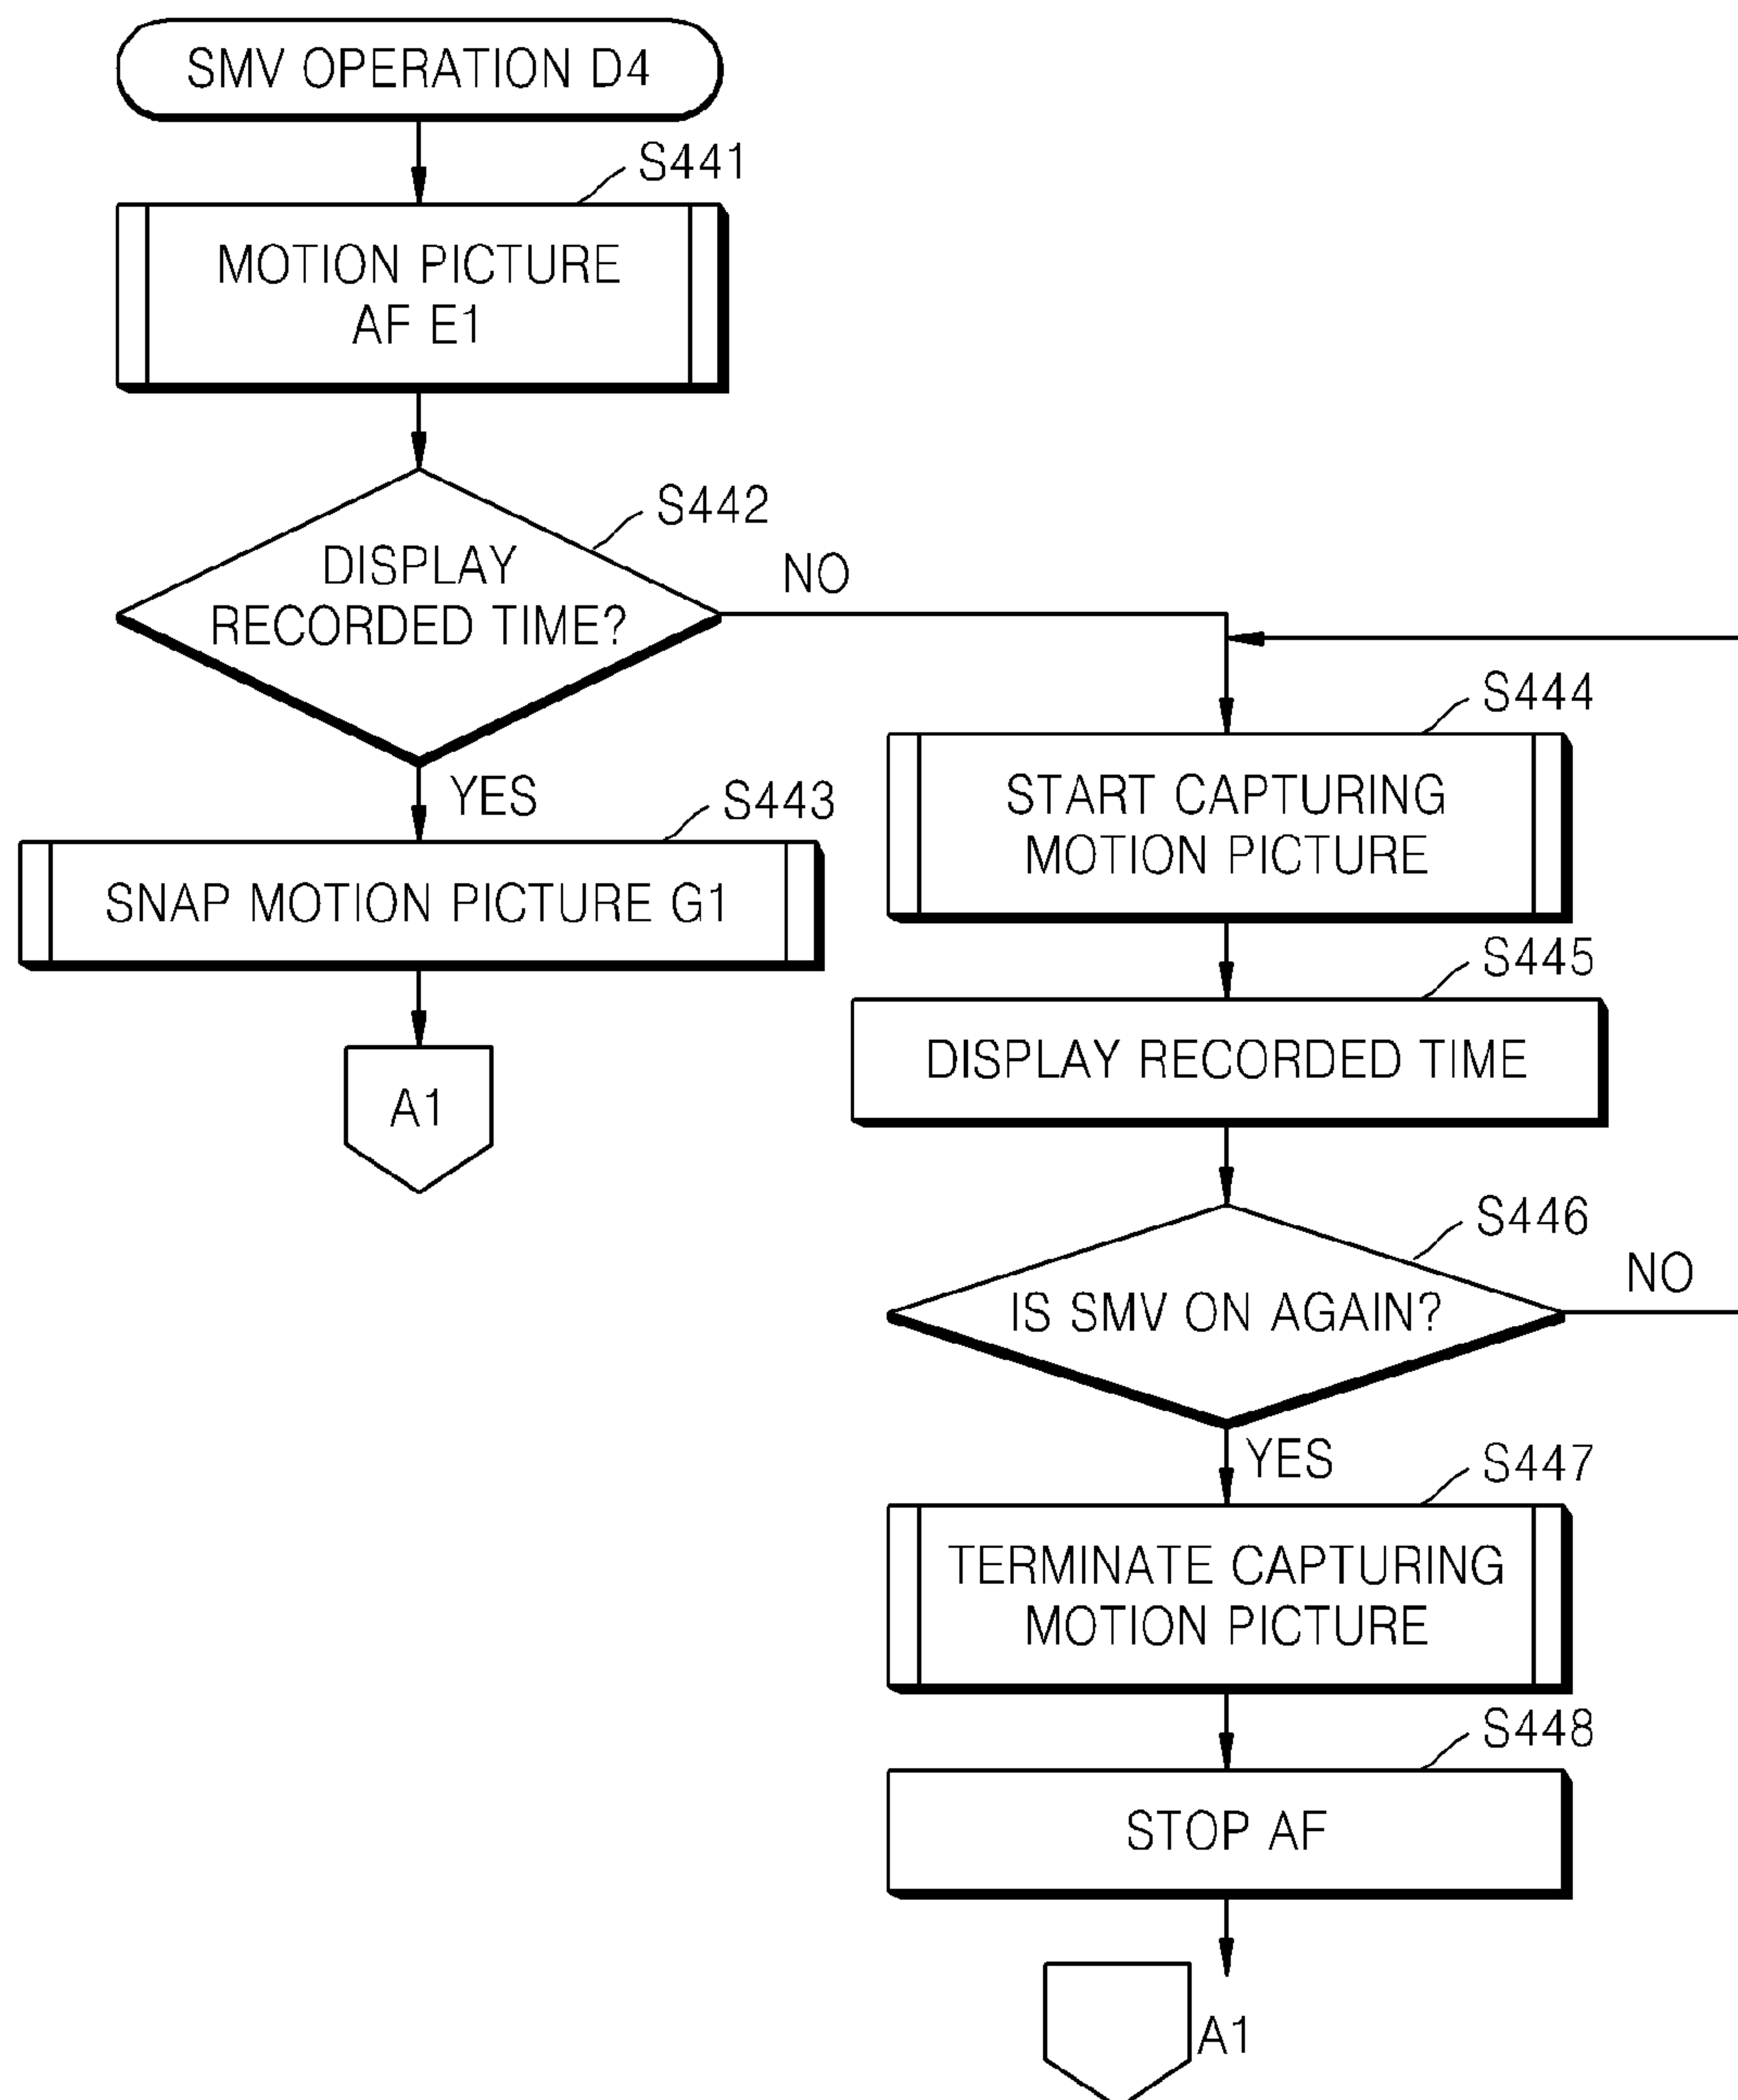 SMV OPERATION D4
S441
MOTION PICTURE
AF E1
S442
DISPLAY
RECORDED TIME?
NO
YES
S443
SNAP MOTION PICTURE G1
A1
S444
START CAPTURING
MOTION PICTURE
S445
DISPLAY RECORDED TIME
S446
IS SMV ON AGAIN?
NO
YES
S447
TERMINATE CAPTURING
MOTION PICTURE
S448
STOP AF
A1